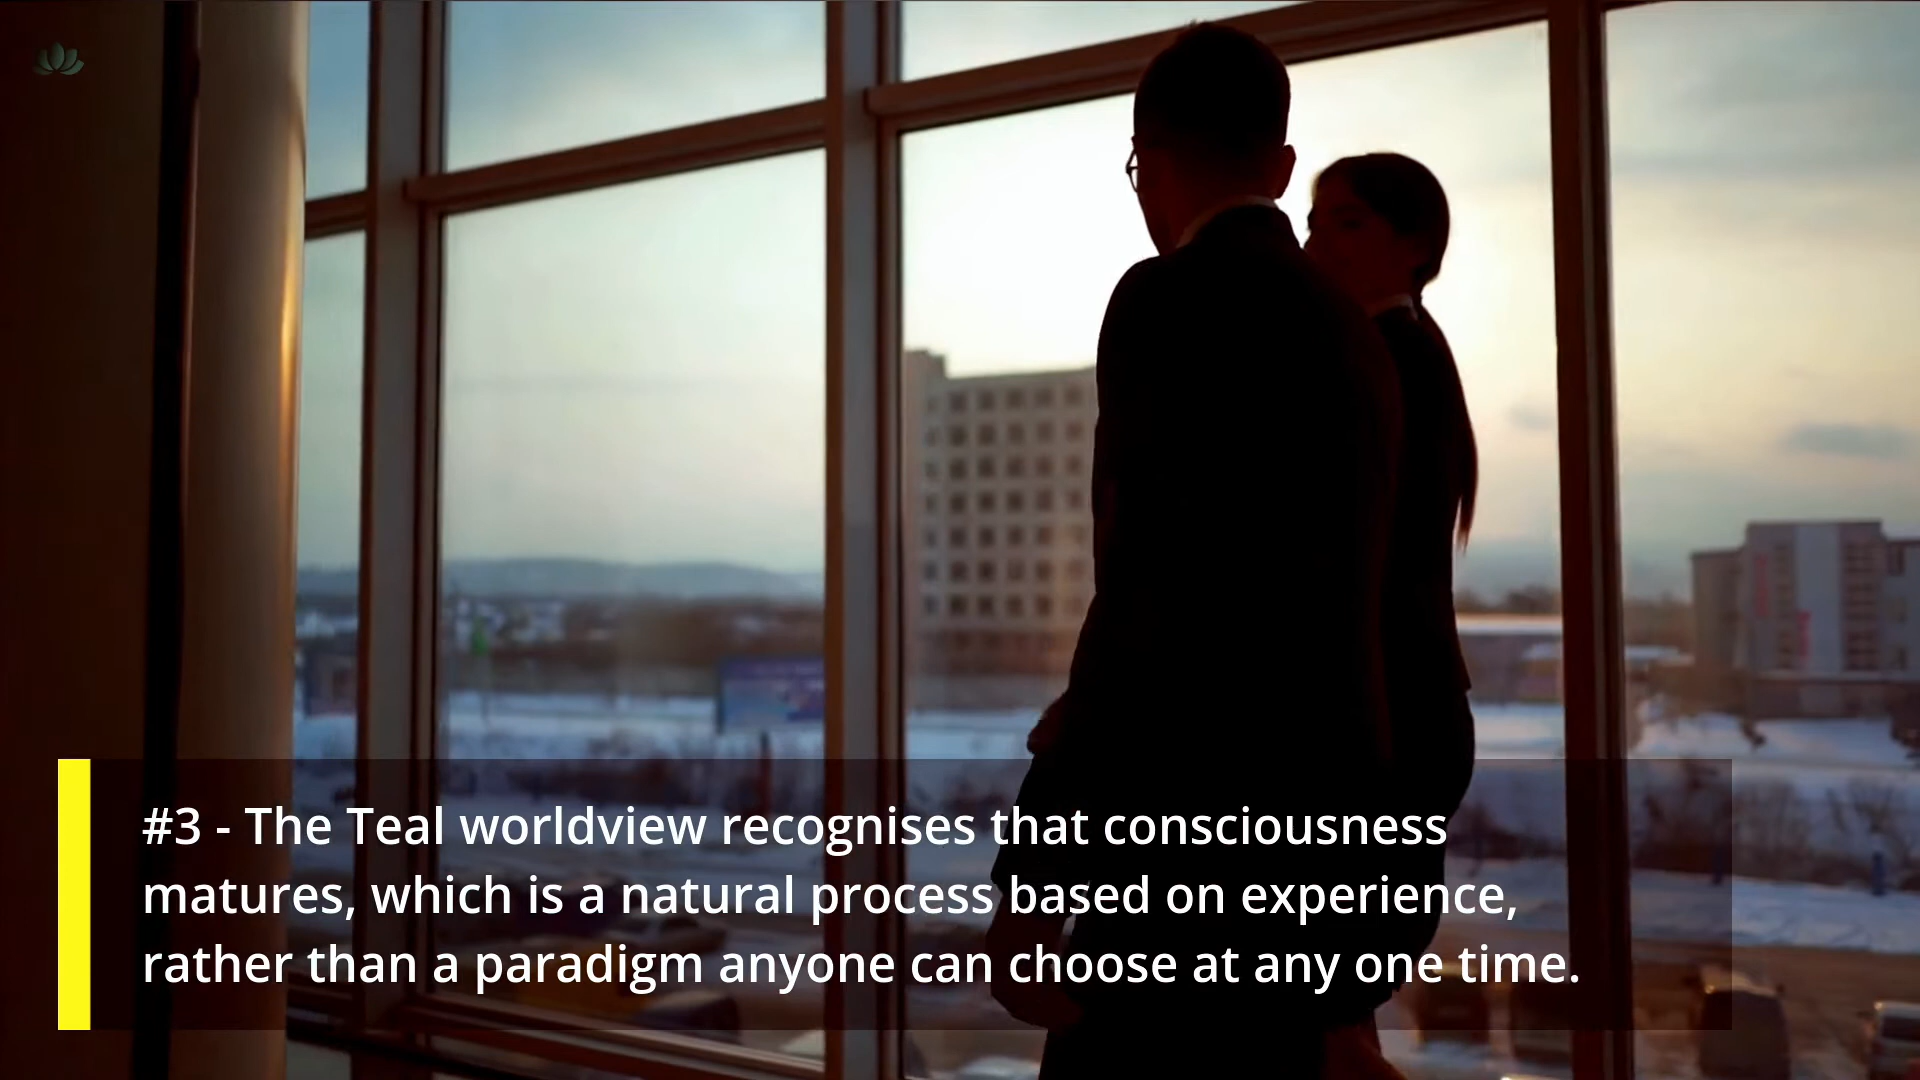 #3 - The Teal worldview recognises that consciousness
matures, which is a natural process based on experience,
rather than a paradigm anyone can choose at any one time.